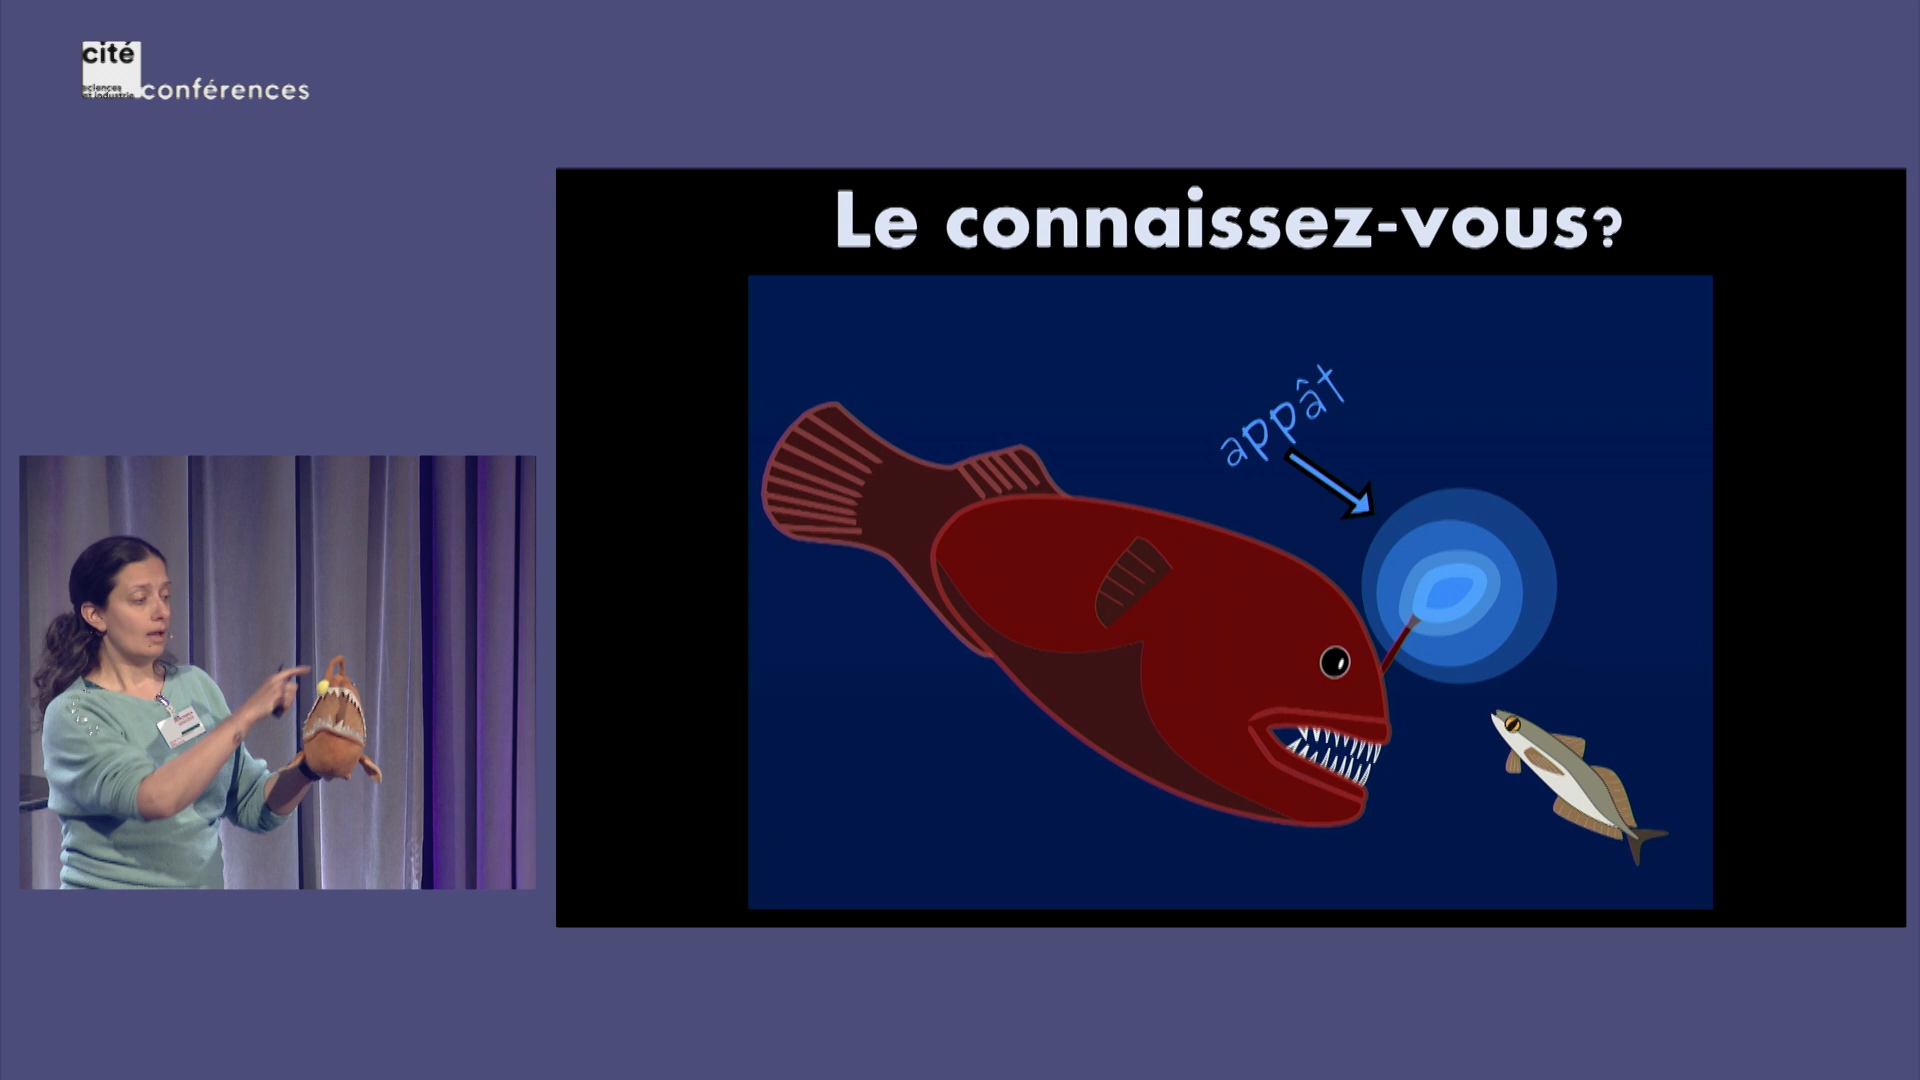 cité
sciences
et industrie
conférences
Le connaissez-vous?
appât